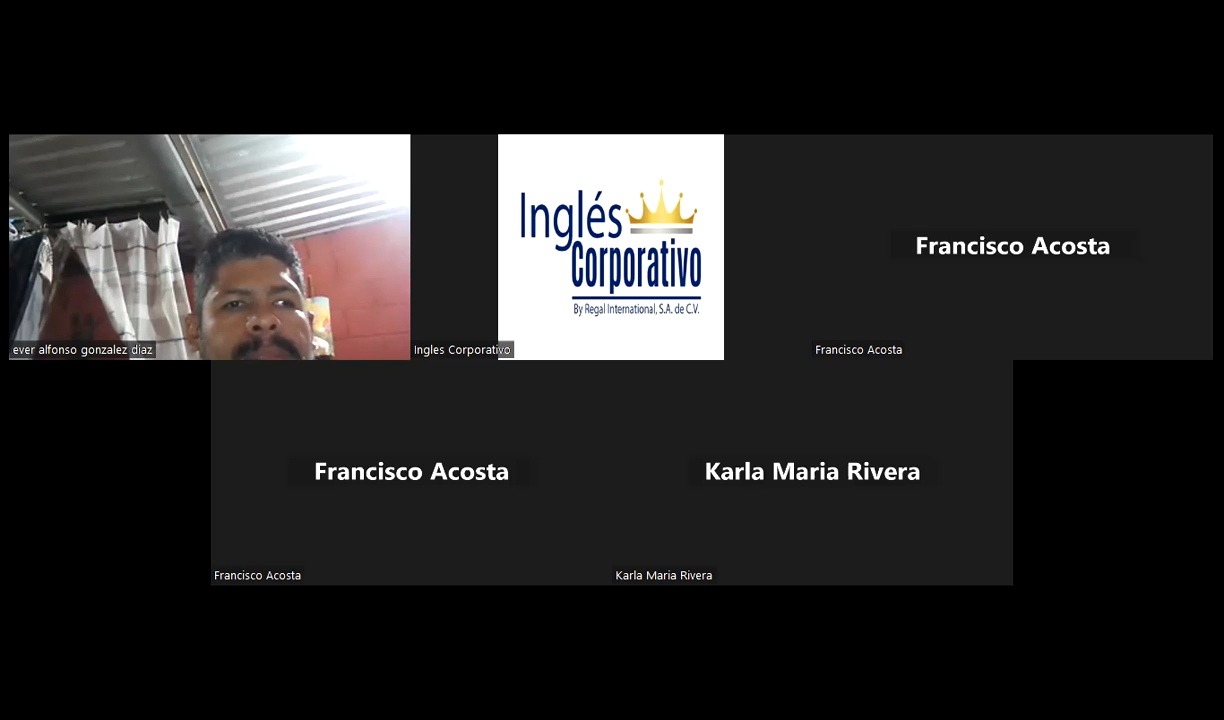 Inglés
Corporativo
By Regal International, S.A. de C.V.
Francisco Acosta
ever alfonso gonzalez diaz
Ingles Corporativo
Francisco Acosta
Francisco Acosta
Karla Maria Rivera
Francisco Acosta
Karla Maria Rivera